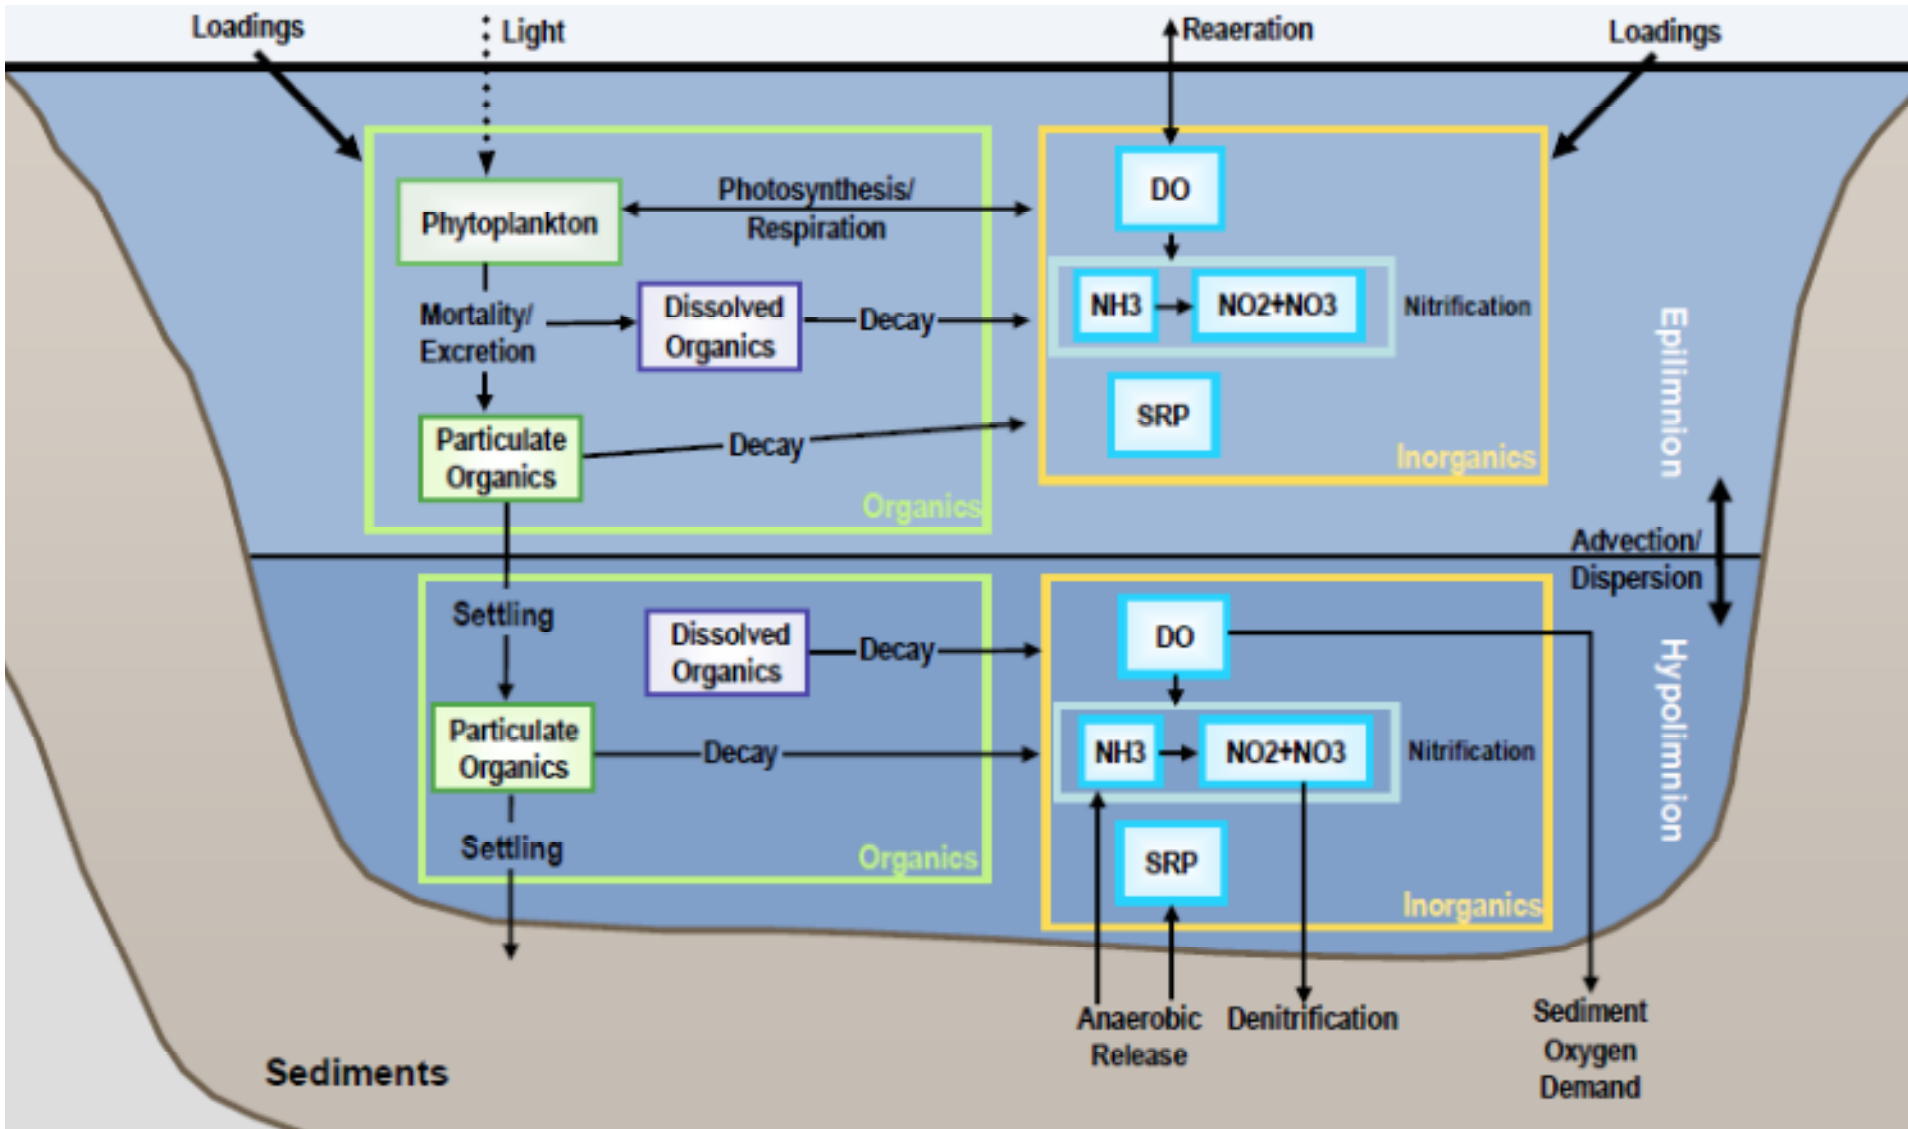 Loadings
Light
Reaeration
Loadings
Phytoplankton
Photosynthesis/
Respiration
DO
Mortality/
Excretion
Dissolved
Organics
Decay
NH3
NO2+NO3
Nitrification
Particulate
Organics
Decay
SRP
Inorganics
Organics
Epilimnion
Advection/
Dispersion
Settling
Dissolved
Organics
Decay
DO
Hypolimnion
Particulate
Organics
Decay
NH3
NO2+NO3
Nitrification
Settling
Organics
SRP
Inorganics
Anaerobic
Release
Denitrification
Sediment
Oxygen
Demand
Sediments